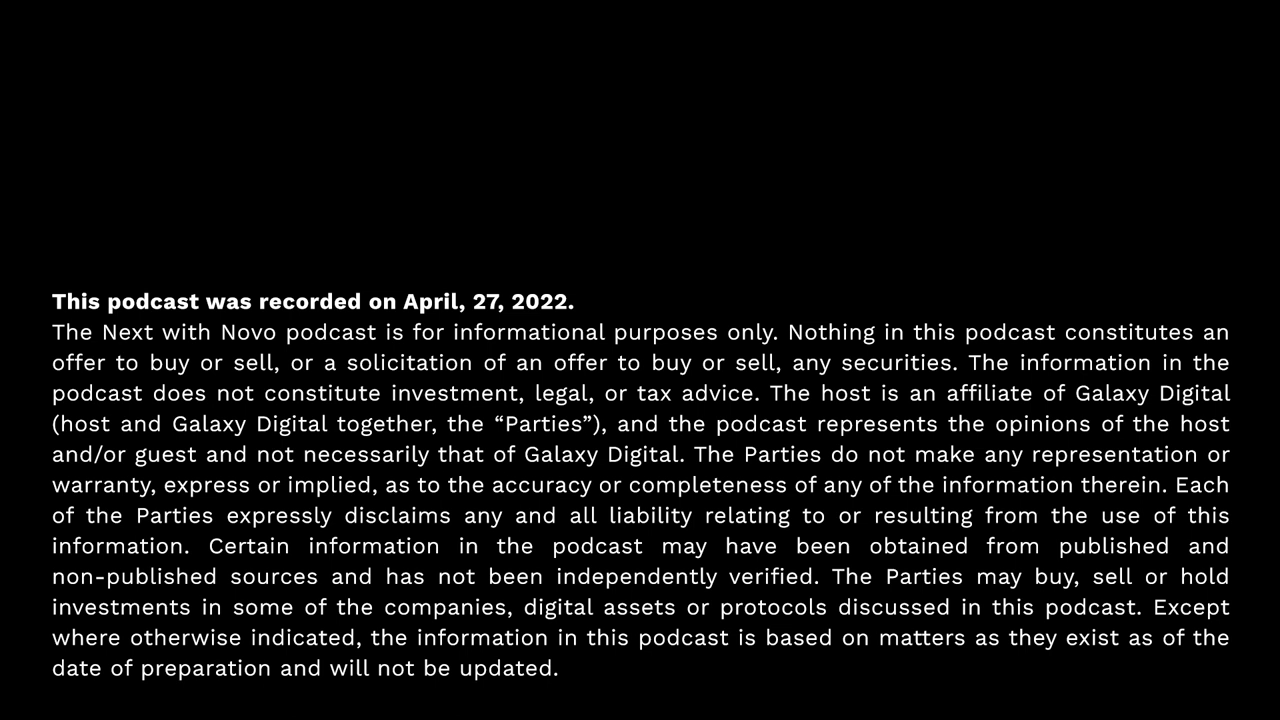 This podcast was recorded on April, 27, 2022.
The Next with Novo podcast is for informational purposes only. Nothing in this podcast constitutes an
offer to buy or sell, or a solicitation of an offer to buy or sell, any securities. The information in the
podcast does not constitute investment, legal, or tax advice. The host is an affiliate of Galaxy Digital
(host and Galaxy Digital together, the “Parties”), and the podcast represents the opinions of the host
and/or guest and not necessarily that of Galaxy Digital. The Parties do not make any representation or
warranty, express or implied, as to the accuracy or completeness of any of the information therein. Each
of the Parties expressly disclaims any and all liability relating to or resulting from the use of this
information. Certain information in the podcast may have been obtained from published and
non-published sources and has not been independently verified. The Parties may buy, sell or hold
investments in some of the companies, digital assets or protocols discussed in this podcast. Except
where otherwise indicated, the information in this podcast is based on matters as they exist as of the
date of preparation and will not be updated.